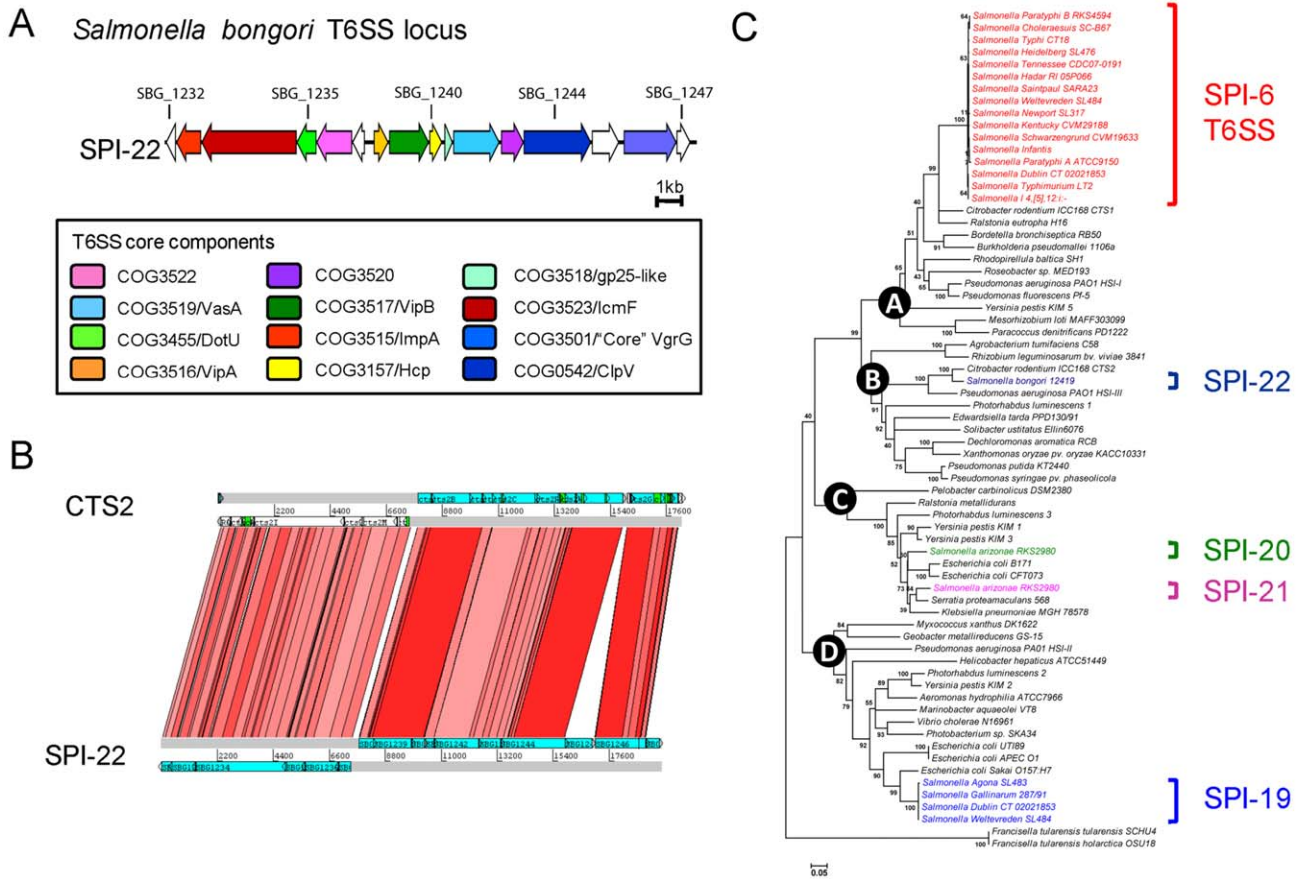 A
Salmonella bongori T6SS locus
SBG_1232
SBG_1235
SBG_1240
SBG_1244
SBG_1247
SPI-22
1kb
T6SS core components
COG3522
COG3519/VasA
COG3455/DotU
COG3516/VipA
COG3520
COG3517/VipB
COG3515/ImpA
COG3157/Hcp
COG3518/gp25-like
COG3523/IcmF
COG3501/"Core" VgrG
COG0542/ClpV
B
CTS2
2200 4400 6600 8800 11000 13200 15400 17600
SPI-22
SBG1234
SBG1236
SBG1239
SBG1242
SBG1244
SBG1246
2200 4400 6600 8800 11000 13200 15400 17600
C
Salmonella Paratyphi B RKS4594
Salmonella Choleraesuis SC-B67
Salmonella Typhi CT18
Salmonella Heidelberg SL476
Salmonella Tennessee CDC07-0191
Salmonella Hadar RI 05P066
Salmonella Saintpaul SARA23
Salmonella Weltevreden SL484
Salmonella Newport SL317
Salmonella Kentucky CVM29188
Salmonella Schwarzengrund CVM19633
Salmonella Infantis
Salmonella Paratyphi A ATCC9150
Salmonella Dublin CT 02021853
Salmonella Typhimurium LT2
Salmonella I 4,[5],12:i:-
Citrobacter rodentium ICC168 CTS1
Ralstonia eutropha H16
Bordetella bronchiseptica RB50
Burkholderia pseudomallei 1106a
Rhodopirellula baltica SH1
Roseobacter sp. MED193
Pseudomonas aeruginosa PAO1 HSI-I
Pseudomonas fluorescens Pf-5
Yersinia pestis KIM 5
Mesorhizobium loti MAFF303099
Paracoccus denitrificans PD1222
Agrobacterium tumifaciens C58
Rhizobium leguminosarum bv. viviae 3841
Citrobacter rodentium ICC168 CTS2
Salmonella bongori 12419
Pseudomonas aeruginosa PAO1 HSI-III
Photorhabdus luminescens 1
Edwardsiella tarda PPD130/91
Solibacter ustitatus Ellin6076
Dechloromonas aromatica RCB
Xanthomonas oryzae pv. oryzae KACC10331
Pseudomonas putida KT2440
Pseudomonas syringae pv. phaseolicola
Pelobacter carbinolicus DSM2380
Ralstonia metallidurans
Photorhabdus luminescens 3
Yersinia pestis KIM 1
Yersinia pestis KIM 3
Salmonella arizonae RKS2980
Escherichia coli B171
Escherichia coli CFT073
Salmonella arizonae RKS2980
Serratia proteamaculans 568
Klebsiella pneumoniae MGH 78578
Myxococcus xanthus DK1622
Geobacter metallireducens GS-15
Pseudomonas aeruginosa PA01 HSI-II
Helicobacter hepaticus ATCC51449
Photorhabdus luminescens 2
Yersinia pestis KIM 2
Aeromonas hydrophilia ATCC7966
Marinobacter aquaeolei VT8
Vibrio cholerae N16961
Photobacterium sp. SKA34
Escherichia coli UTI89
Escherichia coli APEC O1
Escherichia coli Sakai O157:H7
Salmonella Agona SL483
Salmonella Gallinarum 287/91
Salmonella Dublin CT 02021853
Salmonella Weltevreden SL484
Francisella tularensis tularensis SCHU4
Francisella tularensis holarctica OSU18
A
B
C
D
0.05
SPI-6
T6SS
SPI-22
SPI-20
SPI-21
SPI-19